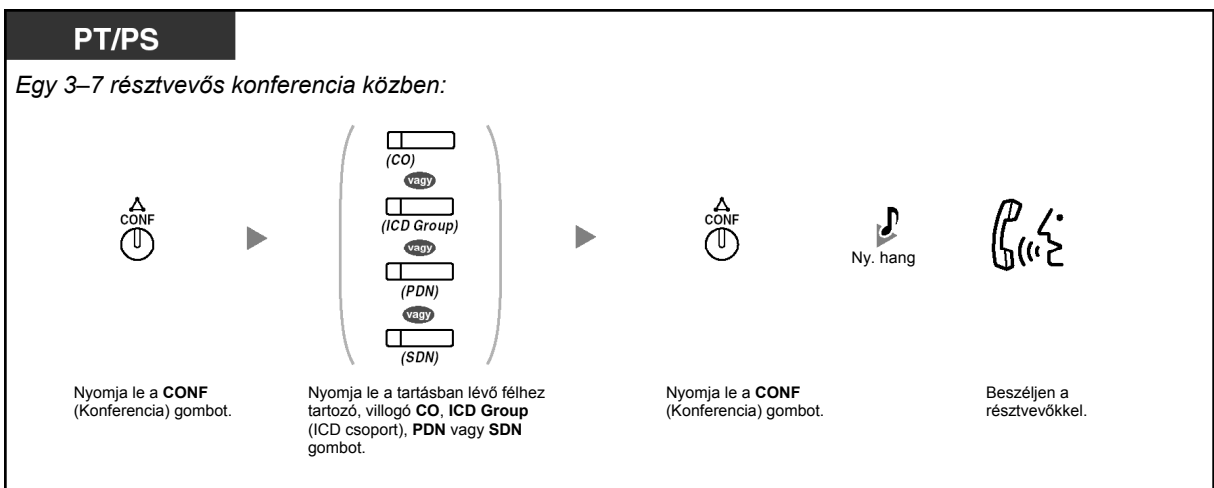 PT/PS
Egy 3–7 résztvevős konferencia közben:
CONF
(CO)
vagy
(ICD Group)
vagy
(PDN)
vagy
(SDN)
CONF
Ny. hang
Nyomja le a CONF
(Konferencia) gombot.
Nyomja le a tartásban lévő félhez
tartozó, villogó CO, ICD Group
(ICD csoport), PDN vagy SDN
gombot.
Nyomja le a CONF
(Konferencia) gombot.
Beszéljen a
résztvevőkkel.